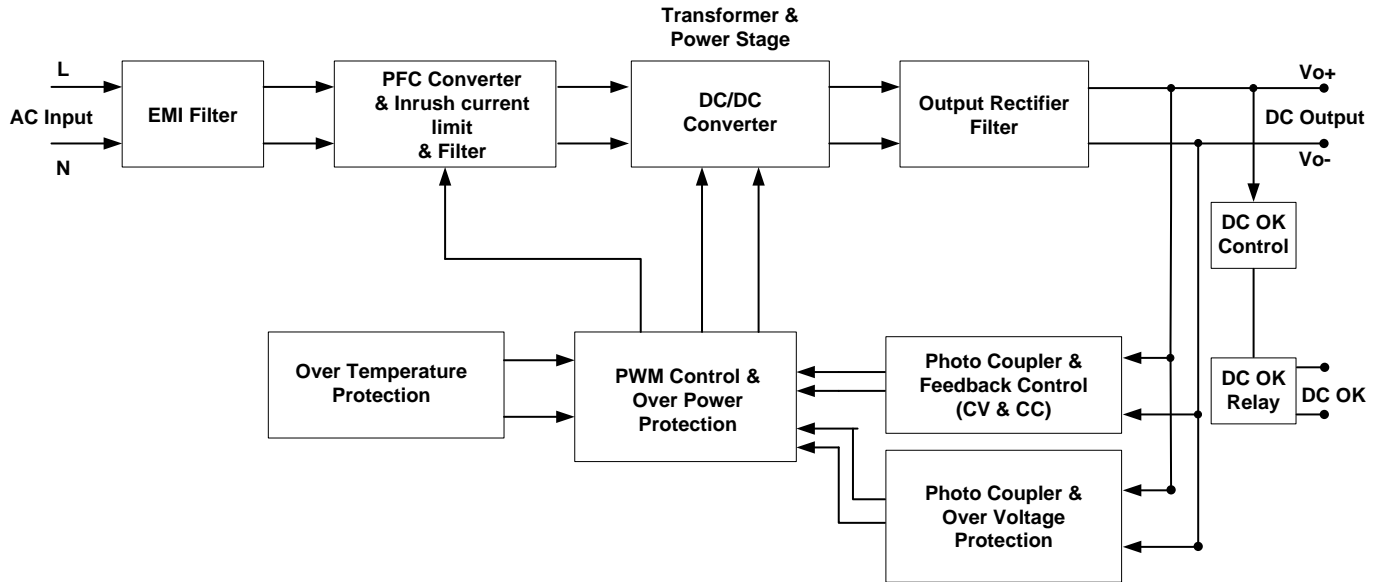 Transformer &
Power Stage
L
AC Input
N
EMI Filter
PFC Converter
& Inrush current
limit
& Filter
DC/DC
Converter
Output Rectifier
Filter
Vo+
DC Output
Vo-
DC OK
Control
Over Temperature
Protection
PWM Control &
Over Power
Protection
Photo Coupler &
Feedback Control
(CV & CC)
DC OK
Relay
DC OK
Photo Coupler &
Over Voltage
Protection